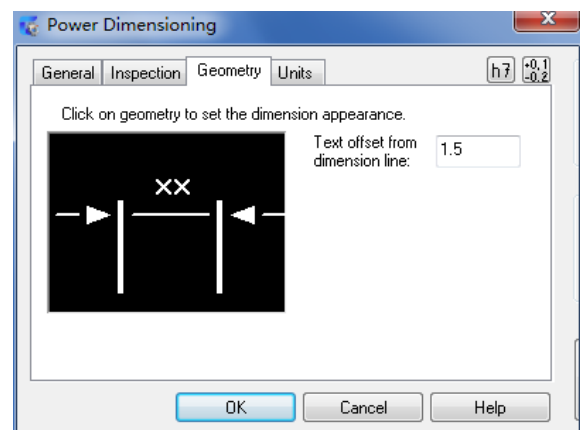 Power Dimensioning
General Inspection Geometry Units
h7 +0,1
-0.2
Click on geometry to set the dimension appearance.
XX
Text offset from
dimension line:
1.5
OK Cancel Help